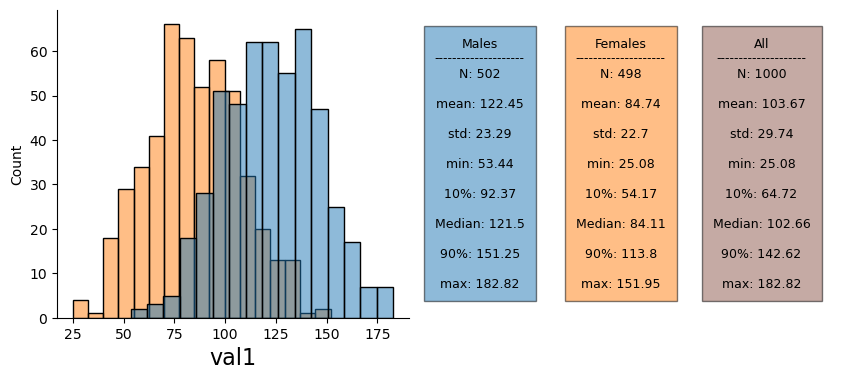 60
50
40
30
20
10
0
Count
25
50
75
100
125
150
175
val1
Males
--------------------
N: 502
mean: 122.45
std: 23.29
min: 53.44
10%: 92.37
Median: 121.5
90%: 151.25
max: 182.82
Females
--------------------
N: 498
mean: 84.74
std: 22.7
min: 25.08
10%: 54.17
Median: 84.11
90%: 113.8
max: 151.95
All
--------------------
N: 1000
mean: 103.67
std: 29.74
min: 25.08
10%: 64.72
Median: 102.66
90%: 142.62
max: 182.82